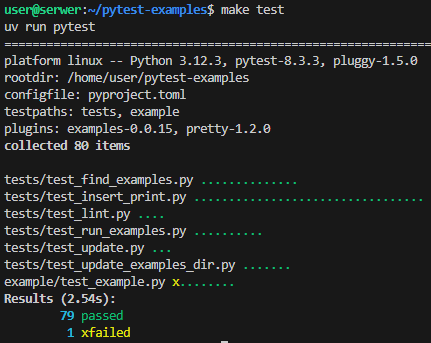 user@serwer:~/pytest-examples$ make test
uv run pytest
=====================================================
platform linux -- Python 3.12.3, pytest-8.3.3, pluggy-1.5.0
rootdir: /home/user/pytest-examples
configfile: pyproject.toml
testpaths: tests, example
plugins: examples-0.0.15, pretty-1.2.0
collected 80 items
tests/test_find_examples.py ..............
tests/test_insert_print.py .................................
tests/test_lint.py ....
tests/test_run_examples.py ..........
tests/test_update.py ...
tests/test_update_examples_dir.py .......
example/test_example.py x........
Results (2.54s):
79 passed
1 xfailed